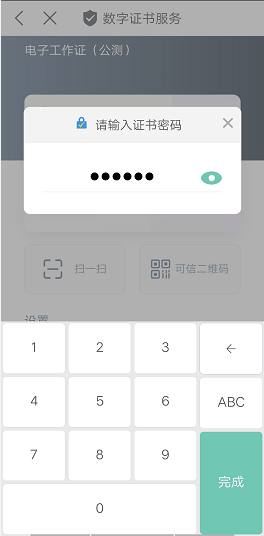 数字证书服务
电子工作证（公测）
请输入证书密码
●●●●●●
扫一扫
可信二维码
设置
1 2 3 ←
4 5 6 ABC
7 8 9
完成
0